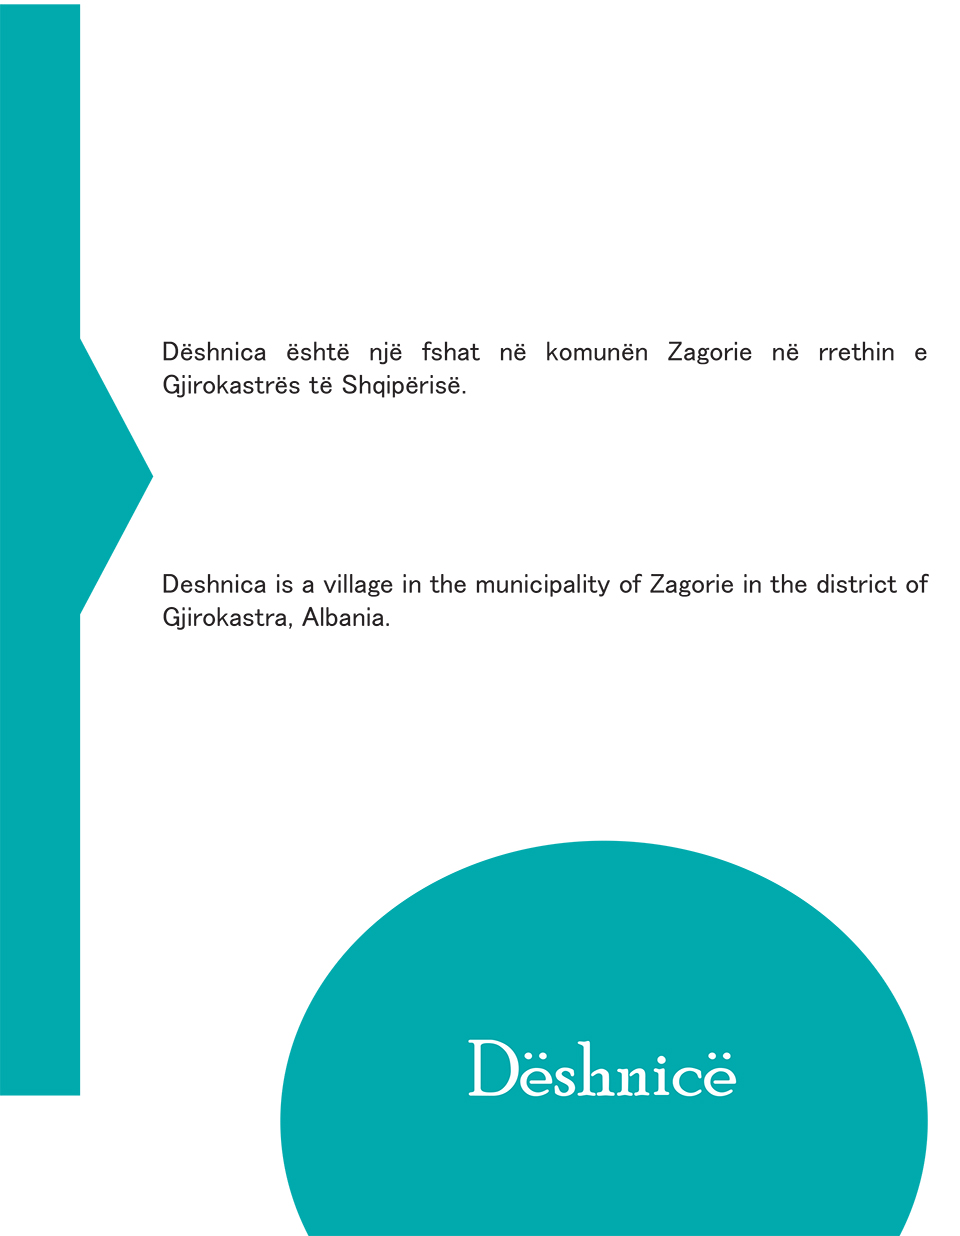 Dëshnica është një fshat në komunën Zagorie në rrethin e
Gjirokastrës të Shqipërisë.
Deshnica is a village in the municipality of Zagorie in the district of
Gjirokastra, Albania.
Dëshnicë